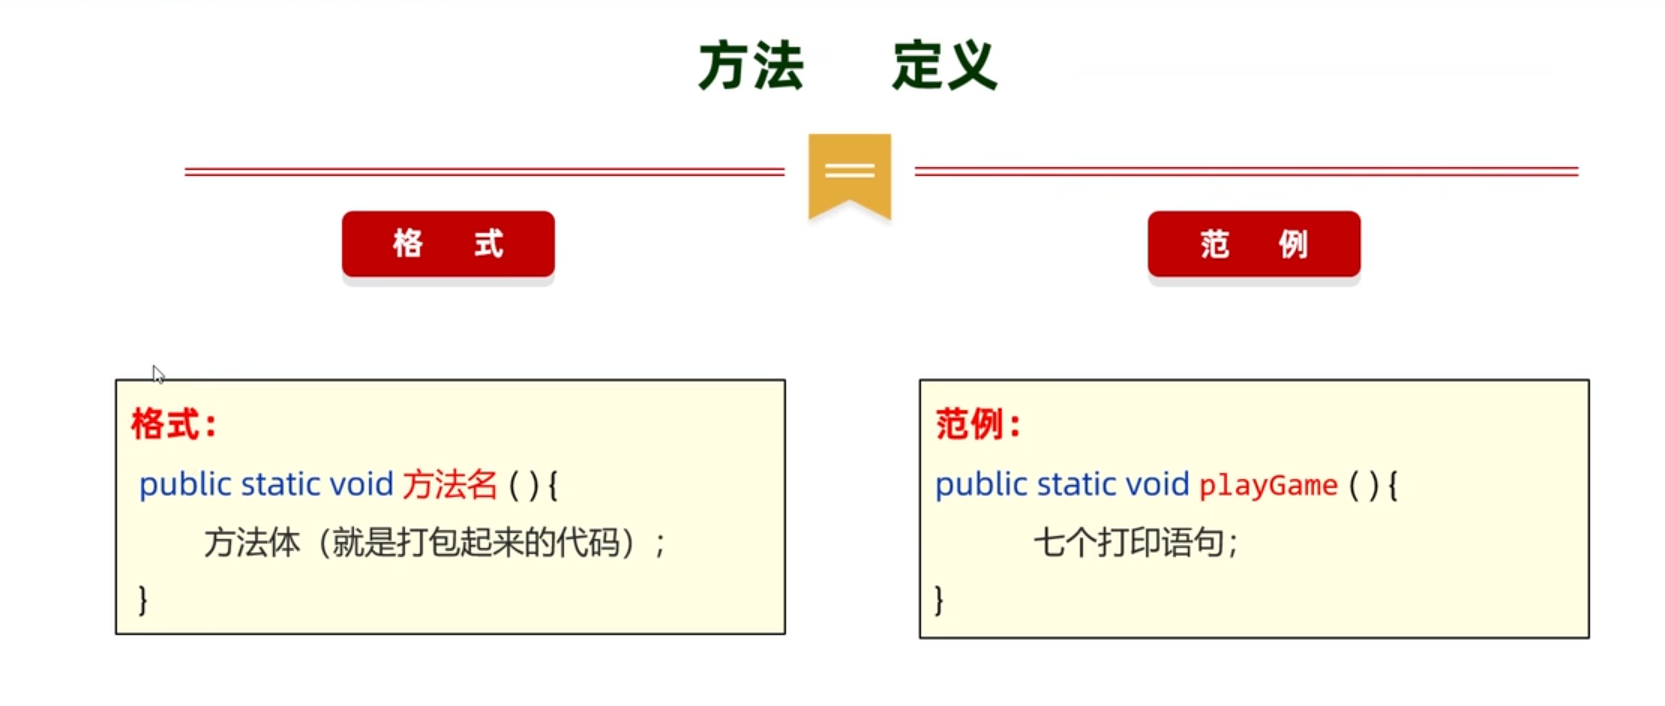 方法 定义
格 式
范 例
格式：
public static void 方法名 ( ) {
方法体（就是打包起来的代码）;
}
范例：
public static void playGame ( ) {
七个打印语句;
}